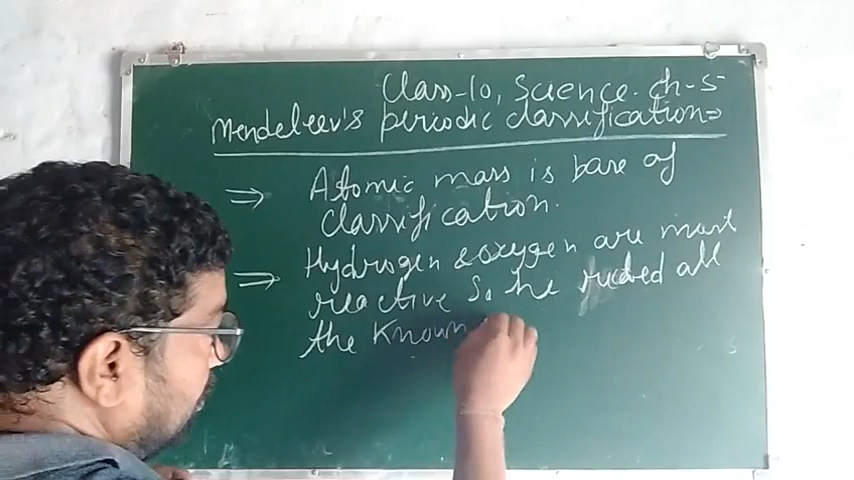 Class-10, Science. ch-5
Mendeleev's periodic classification=
⇒ Atomic mass is base of
classification.
⇒ Hydrogen & oxygen are most
reactive So he all
the Known